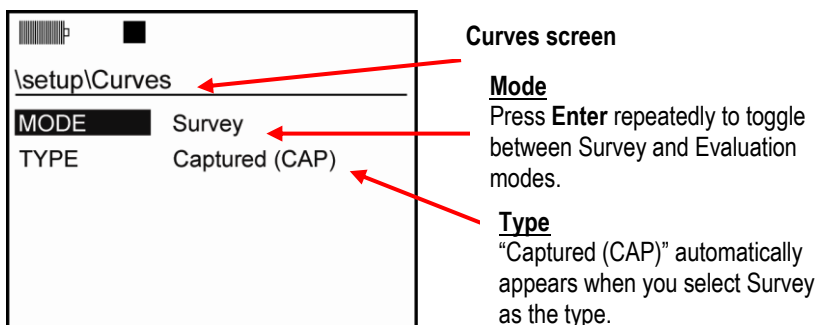 Curves screen
\setup\Curves
MODE Survey
TYPE Captured (CAP)
Mode
Press Enter repeatedly to toggle
between Survey and Evaluation
modes.
Type
“Captured (CAP)” automatically
appears when you select Survey
as the type.